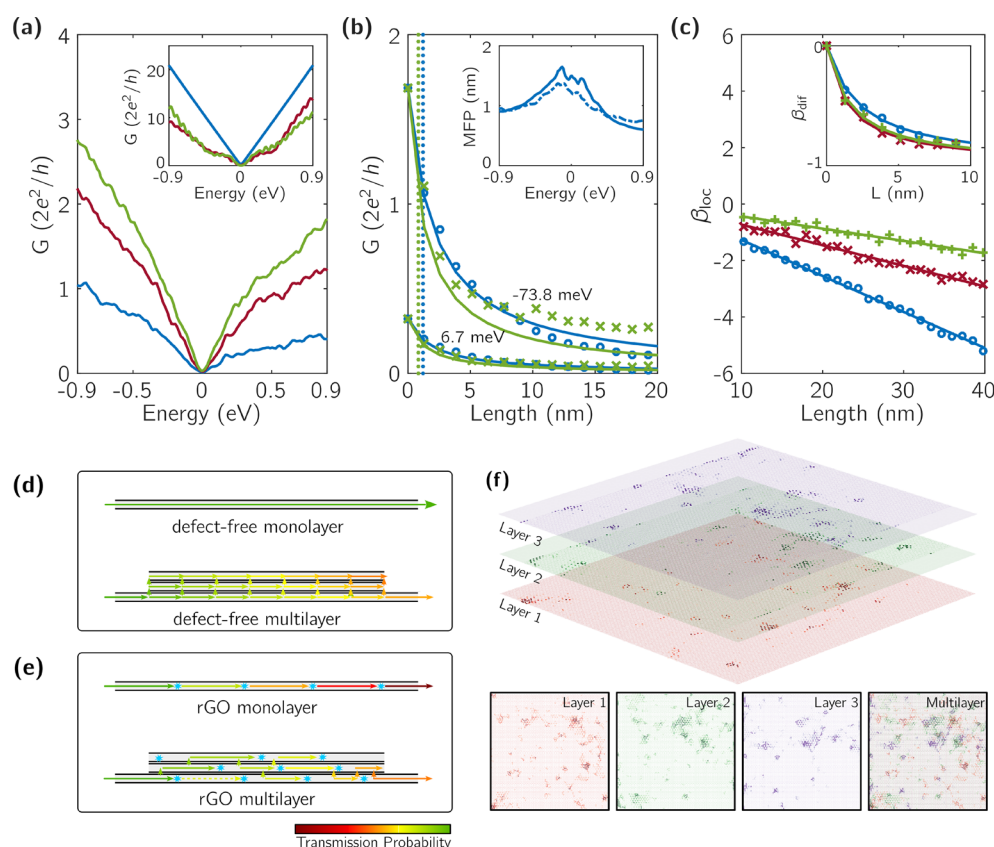 (a)
4
3
2
1
0
G (2e²/h)
-0.9
-0.45
0
0.45
0.9
Energy (eV)
20
15
10
5
0
G (2e²/h)
-0.9
0
0.9
Energy (eV)
(b)
2
1
0
G (2e²/h)
0
5
10
15
20
Length (nm)
-73.8 meV
6.7 meV
2
1
0
MFP (nm)
-0.9
0
0.9
Energy (eV)
(c)
6
4
2
0
-2
-4
-6
βloc
10
20
30
40
Length (nm)
0
-1
βdif
0
5
10
L (nm)
(d)
defect-free monolayer
defect-free multilayer
(e)
rGO monolayer
rGO multilayer
Transmission Probability
(f)
Layer 3
Layer 2
Layer 1
Layer 1
Layer 2
Layer 3
Multilayer